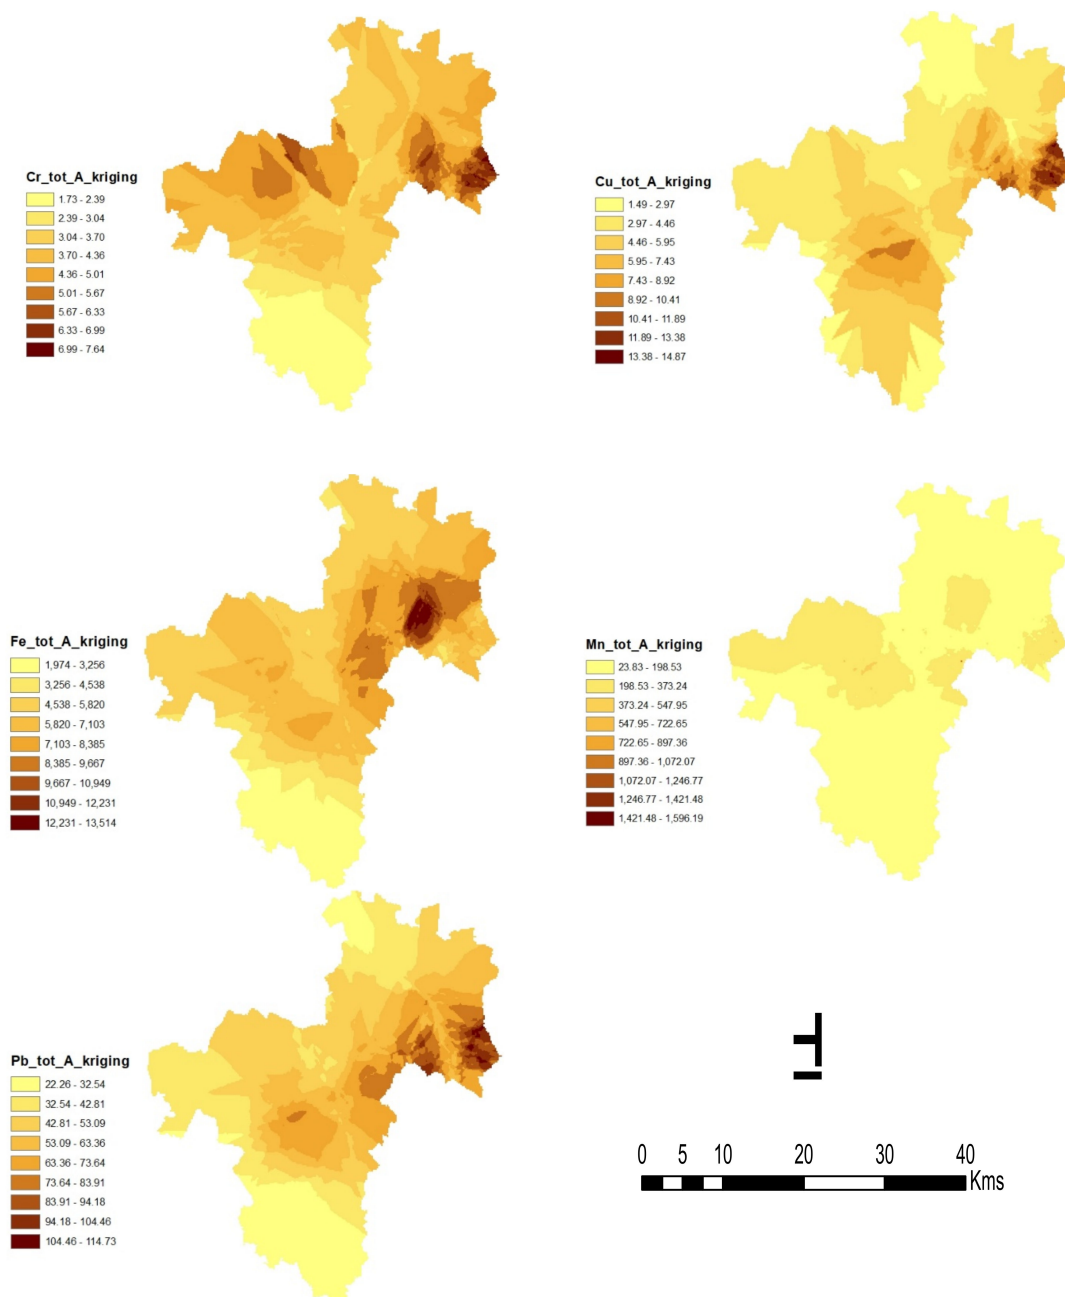 Cr_tot_A_kriging
1.73 - 2.39
2.39 - 3.04
3.04 - 3.70
3.70 - 4.36
4.36 - 5.01
5.01 - 5.67
5.67 - 6.33
6.33 - 6.99
6.99 - 7.64
Cu_tot_A_kriging
1.49 - 2.97
2.97 - 4.46
4.46 - 5.95
5.95 - 7.43
7.43 - 8.92
8.92 - 10.41
10.41 - 11.89
11.89 - 13.38
13.38 - 14.87
Fe_tot_A_kriging
1,974 - 3,256
3,256 - 4,538
4,538 - 5,820
5,820 - 7,103
7,103 - 8,385
8,385 - 9,667
9,667 - 10,949
10,949 - 12,231
12,231 - 13,514
Mn_tot_A_kriging
23.83 - 198.53
198.53 - 373.24
373.24 - 547.95
547.95 - 722.65
722.65 - 897.36
897.36 - 1,072.07
1,072.07 - 1,246.77
1,246.77 - 1,421.48
1,421.48 - 1,596.19
Pb_tot_A_kriging
22.26 - 32.54
32.54 - 42.81
42.81 - 53.09
53.09 - 63.36
63.36 - 73.64
73.64 - 83.91
83.91 - 94.18
94.18 - 104.46
104.46 - 114.73
0 5 10 20 30 40
Kms